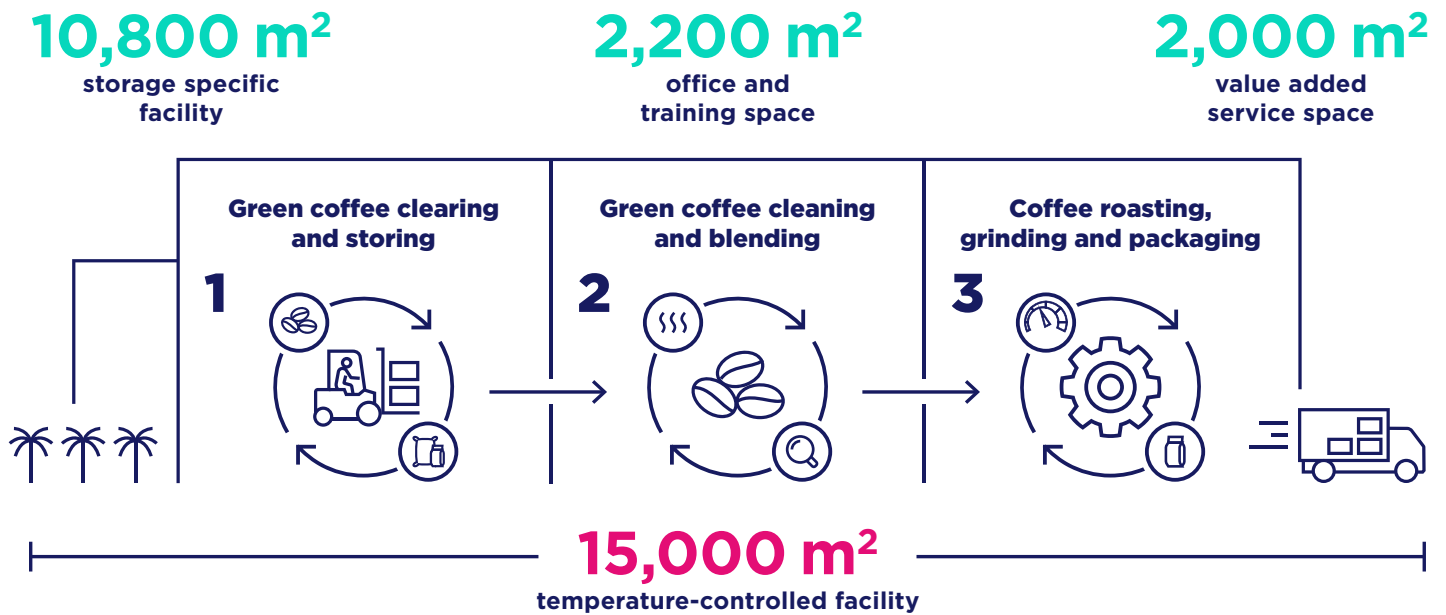 10,800 m²
storage specific
facility
2,200 m²
office and
training space
2,000 m²
value added
service space
Green coffee clearing
and storing
1
Green coffee cleaning
and blending
2
Coffee roasting,
grinding and packaging
3
15,000 m²
temperature-controlled facility